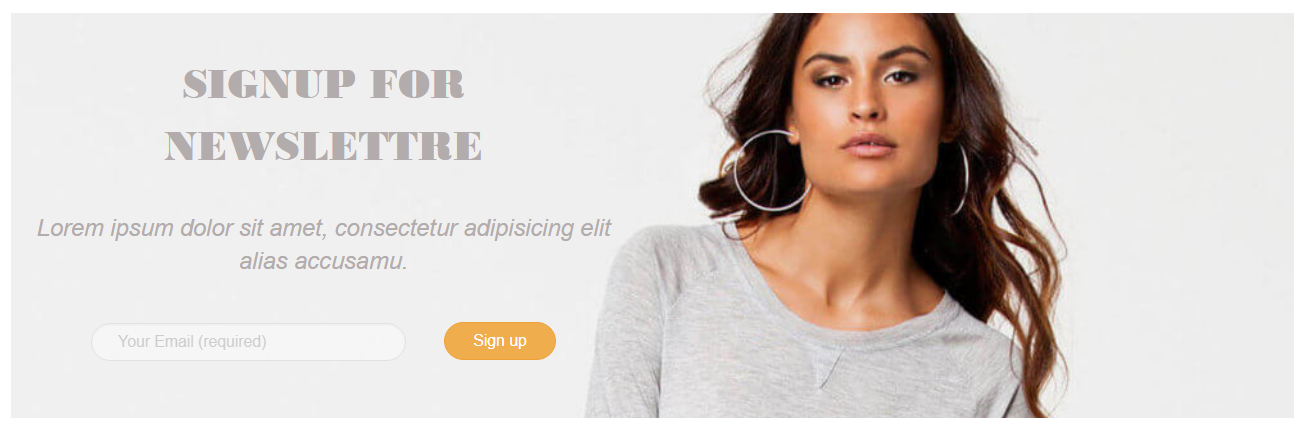 SIGNUP FOR
NEWSLETTRE
Lorem ipsum dolor sit amet, consectetur adipisicing elit
alias accusamu.
Your Email (required)
Sign up